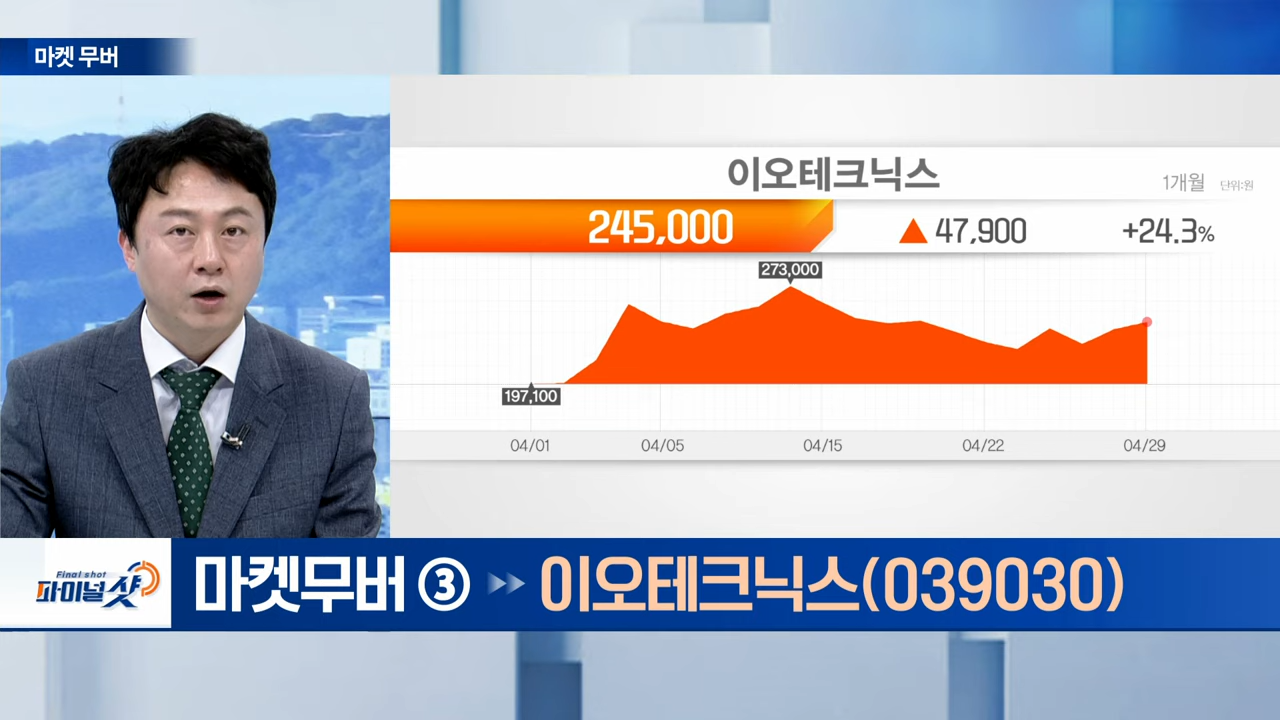 마켓 무버
이오테크닉스
1개월 단위:원
245,000 ▲ 47,900 +24.3%
273,000
197,100
04/01 04/05 04/15 04/22 04/29
Final shot
파이널샷
마켓무버 ③ 이오테크닉스(039030)